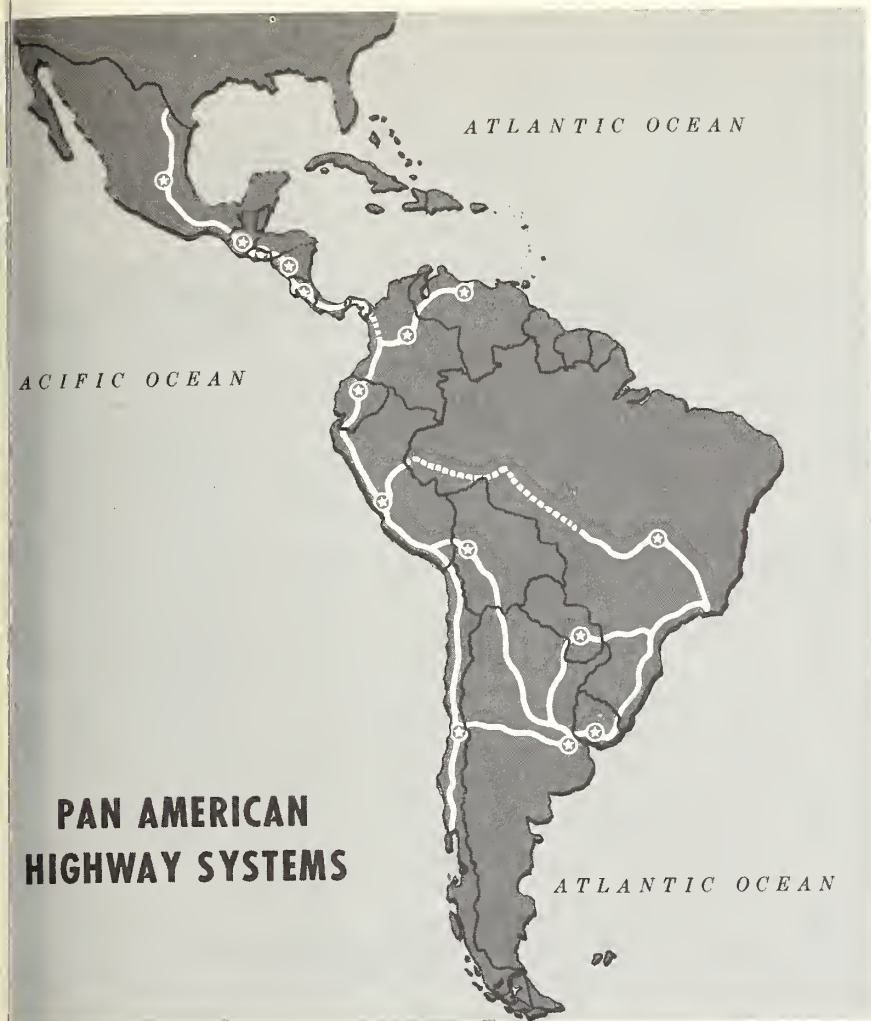 ATLANTIC OCEAN
ACIFIC OCEAN
PAN AMERICAN
HIGHWAY SYSTEMS
ATLANTIC OCEAN